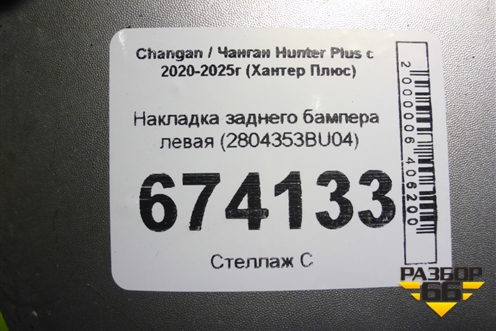 Changan / Чанган Hunter Plus с
2020-2025г (Хантер Плюс)
Накладка заднего бампера
левая (2804353BU04)
674133
Стеллаж С
2000006406200
РАЗБОР
66